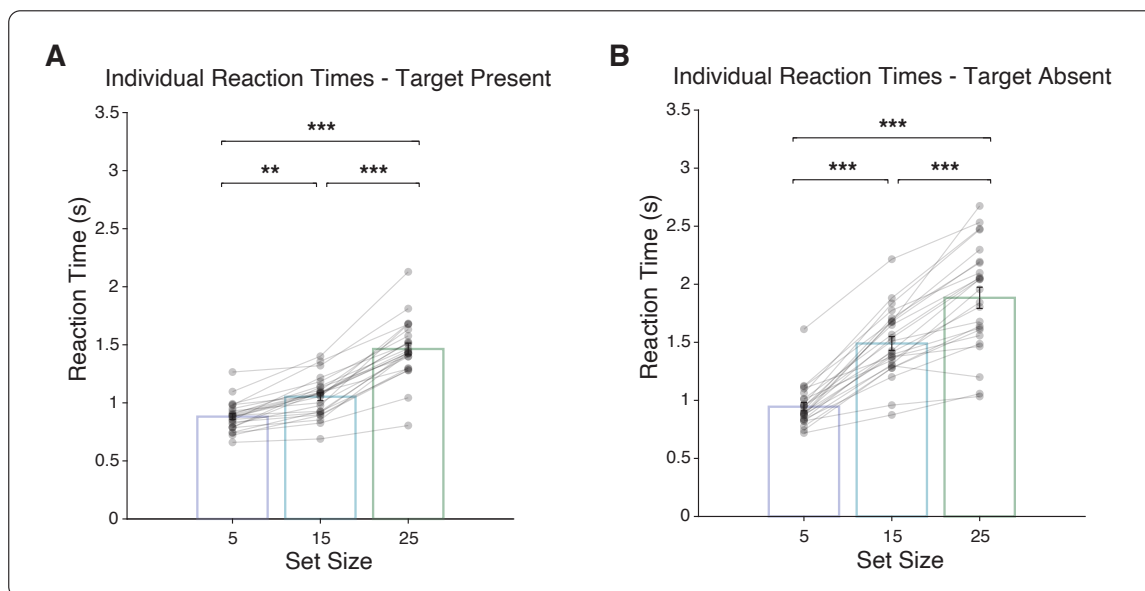 A
Individual Reaction Times - Target Present
3.5
3
2.5
2
1.5
1
0.5
0
Reaction Time (s)
***
** ***
5 15 25
Set Size
B
Individual Reaction Times - Target Absent
3.5
3
2.5
2
1.5
1
0.5
0
Reaction Time (s)
***
*** ***
5 15 25
Set Size